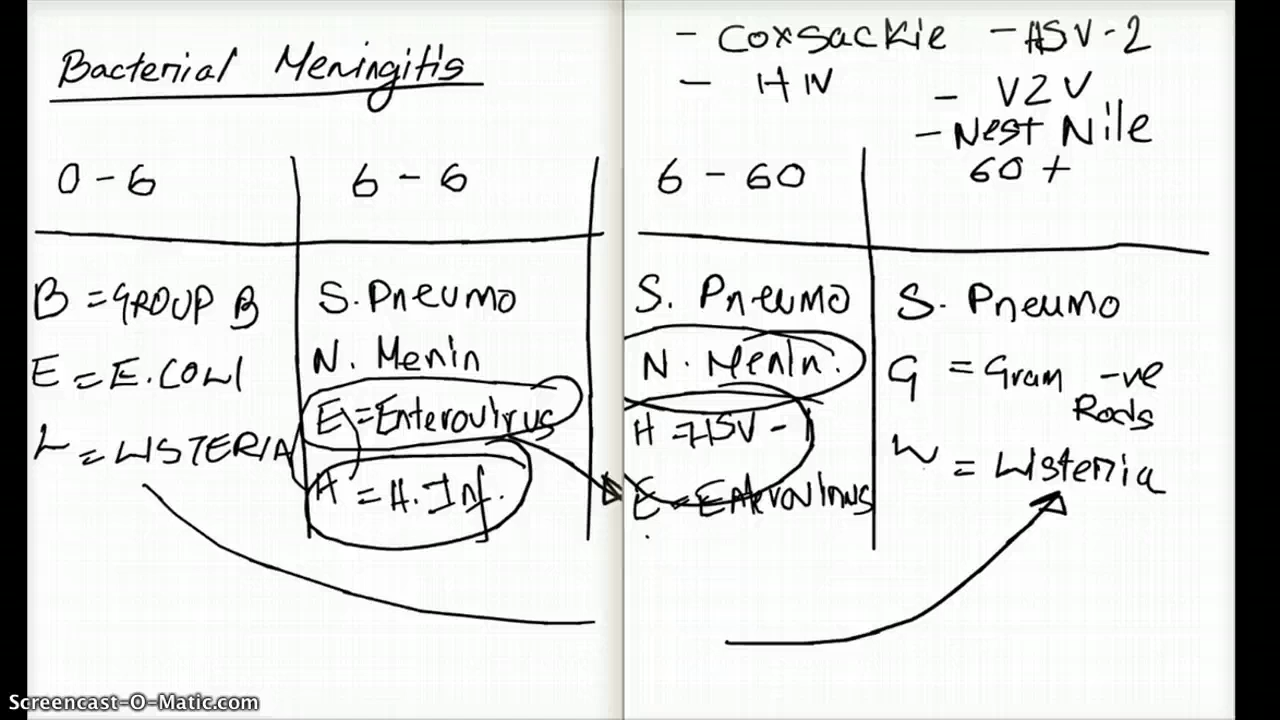 Bacterial Meningitis
- Coxsackie - HSV-2
- HIV - VZV
- West Nile
0 - 6 6 - 6 6 - 60 60 +
B = GROUP B S. Pneumo S. Pneumo S. Pneumo
E = E. COLI N. Menin N. Menin. G = Gram -ve
Rods
L = LISTERIA E = Enterovirus H = HSV - 1 L = Listeria
H = H. Inf. E = Enterovirus
Screencast-O-Matic.com